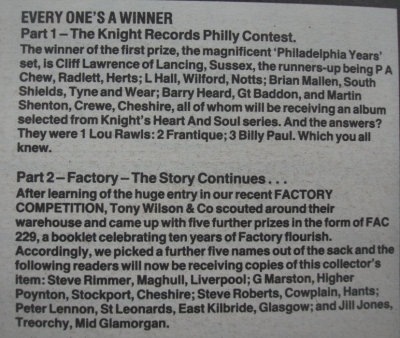 EVERY ONE'S A WINNER
Part 1 – The Knight Records Philly Contest.
The winner of the first prize, the magnificent 'Philadelphia Years'
set, is Cliff Lawrence of Lancing, Sussex, the runners-up being P A
Chew, Radlett, Herts; L Hall, Wilford, Notts; Brian Mallen, South
Shields, Tyne and Wear; Barry Heard, Gt Baddon, and Martin
Shenton, Crewe, Cheshire, all of whom will be receiving an album
selected from Knight's Heart And Soul series. And the answers?
They were 1 Lou Rawls: 2 Frantique; 3 Billy Paul. Which you all
knew.
Part 2 – Factory – The Story Continues . . .
After learning of the huge entry in our recent FACTORY
COMPETITION, Tony Wilson & Co scouted around their
warehouse and came up with five further prizes in the form of FAC
229, a booklet celebrating ten years of Factory flourish.
Accordingly, we picked a further five names out of the sack and the
following readers will now be receiving copies of this collector's
item: Steve Rimmer, Maghull, Liverpool; G Marston, Higher
Poynton, Stockport, Cheshire; Steve Roberts, Cowplain, Hants;
Peter Lennon, St Leonards, East Kilbride, Glasgow; and Jill Jones,
Treorchy, Mid Glamorgan.